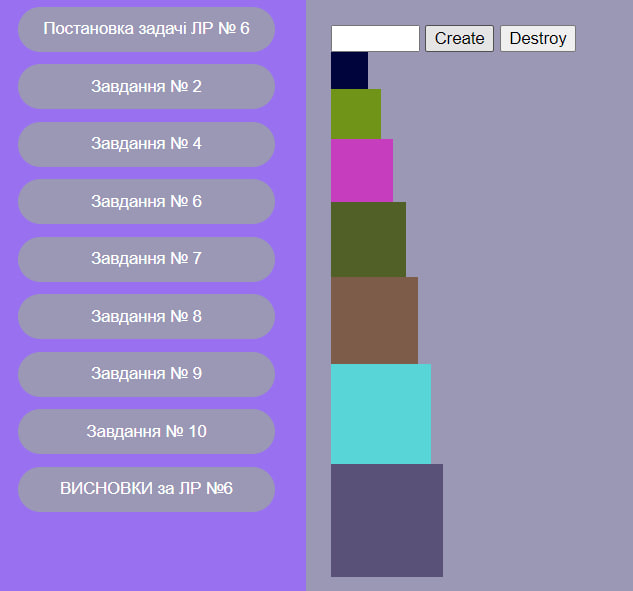 Постановка задачі ЛР № 6
Завдання № 2
Завдання № 4
Завдання № 6
Завдання № 7
Завдання № 8
Завдання № 9
Завдання № 10
ВИСНОВКИ за ЛР №6
Create Destroy